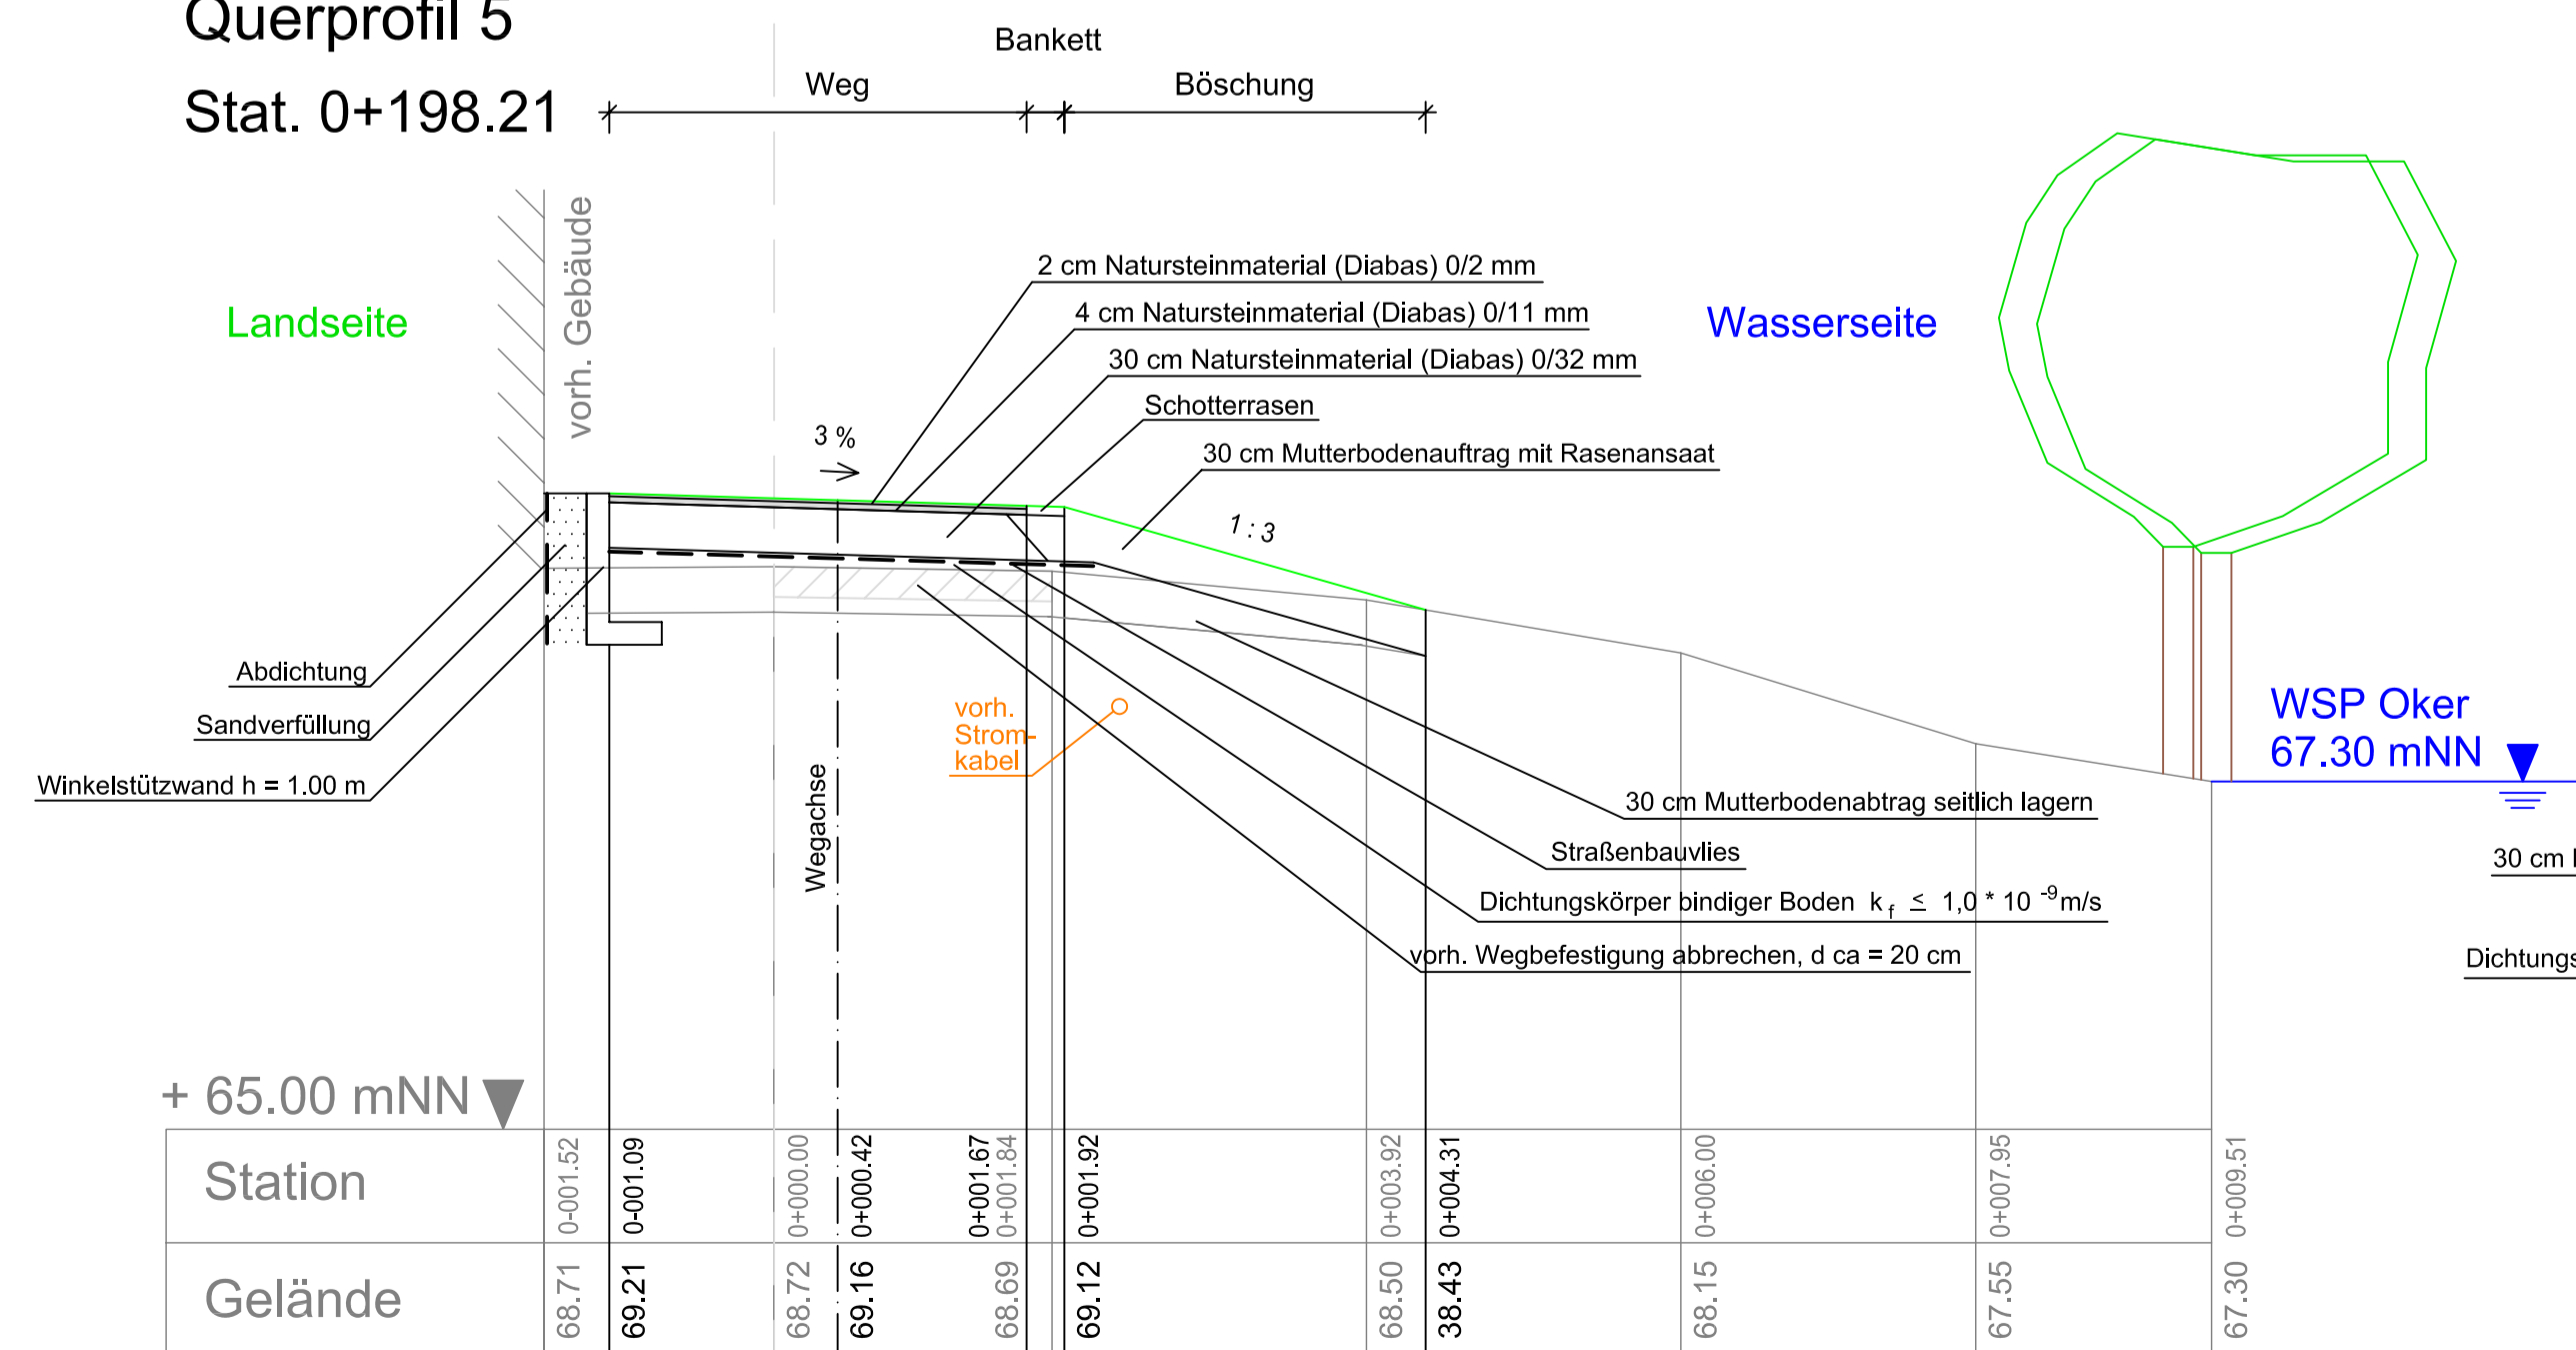 Querprofil 5
Stat. 0+198.21
Bankett
Weg
Böschung
vorh. Gebäude
Landseite
Wasserseite
2 cm Natursteinmaterial (Diabas) 0/2 mm
4 cm Natursteinmaterial (Diabas) 0/11 mm
30 cm Natursteinmaterial (Diabas) 0/32 mm
Schotterrasen
30 cm Mutterbodenauftrag mit Rasenansaat
3 %
1 : 3
Abdichtung
Sandverfüllung
Winkelstützwand h = 1.00 m
vorh.
Strom-
kabel
Wegachse
WSP Oker
67.30 mNN
30 cm Mutterbodenabtrag seitlich lagern
Straßenbauvlies
Dichtungskörper bindiger Boden k f ≤ 1,0 * 10 -9 m/s
vorh. Wegbefestigung abbrechen, d ca = 20 cm
30 cm
Dichtungs
+ 65.00 mNN
Station
0-001.52
0-001.09
0+000.00
0+000.42
0+001.67
0+001.84
0+001.92
0+003.92
0+004.31
0+006.00
0+007.95
0+009.51
Gelände
68.71
69.21
68.72
69.16
68.69
69.12
68.50
38.43
68.15
67.55
67.30